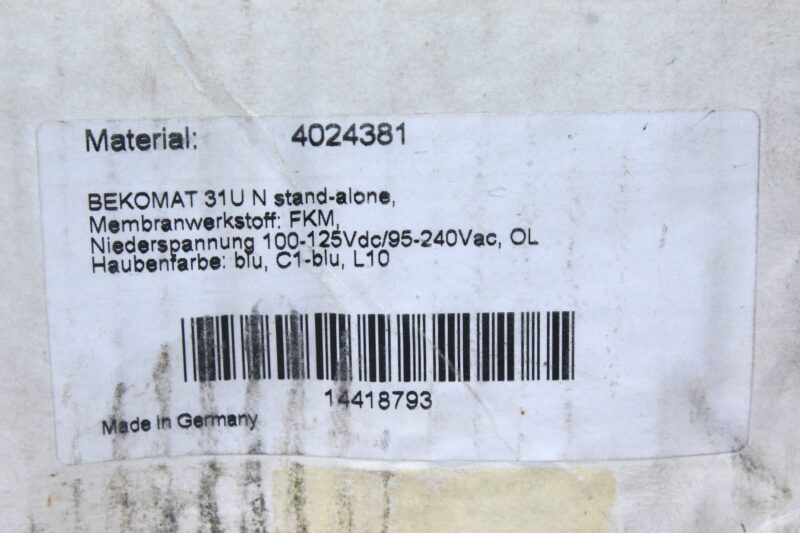 Material: 4024381
BEKOMAT 31U N stand-alone,
Membranwerkstoff: FKM,
Niederspannung 100-125Vdc/95-240Vac, OL
Haubenfarbe: blu, C1-blu, L10
14418793
Made in Germany